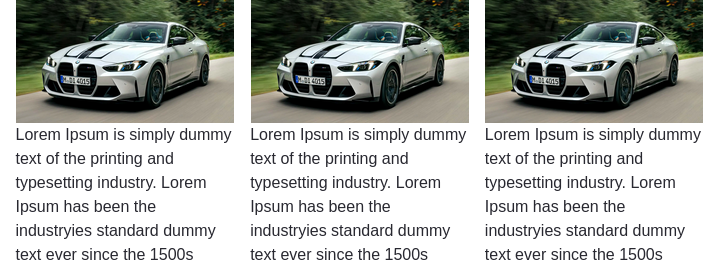 M DI 4015
M DI 4015
M DI 4015
Lorem Ipsum is simply dummy
text of the printing and
typesetting industry. Lorem
Ipsum has been the
industryies standard dummy
text ever since the 1500s
Lorem Ipsum is simply dummy
text of the printing and
typesetting industry. Lorem
Ipsum has been the
industryies standard dummy
text ever since the 1500s
Lorem Ipsum is simply dummy
text of the printing and
typesetting industry. Lorem
Ipsum has been the
industryies standard dummy
text ever since the 1500s